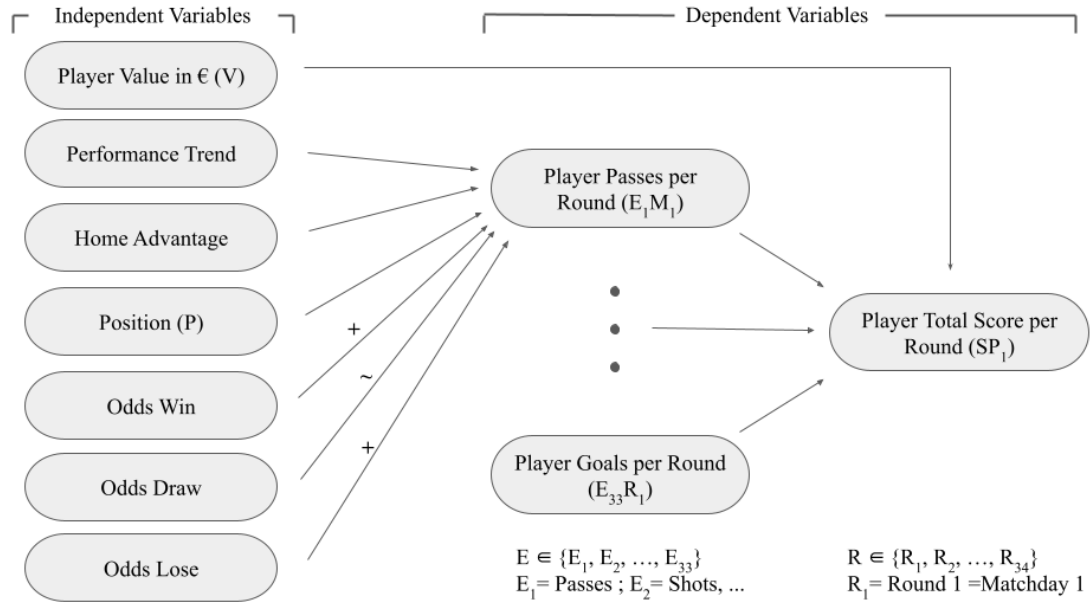 Independent Variables
Dependent Variables
Player Value in € (V)
Performance Trend
Home Advantage
Position (P)
Odds Win
Odds Draw
Odds Lose
+
~
+
Player Passes per
Round (E₁M₁)
Player Goals per Round
(E₃₃R₁)
Player Total Score per
Round (SP₁)
E ∈ {E₁, E₂, …, E₃₃}
E₁= Passes ; E₂= Shots, ...
R ∈ {R₁, R₂, …, R₃₄}
R₁= Round 1 =Matchday 1